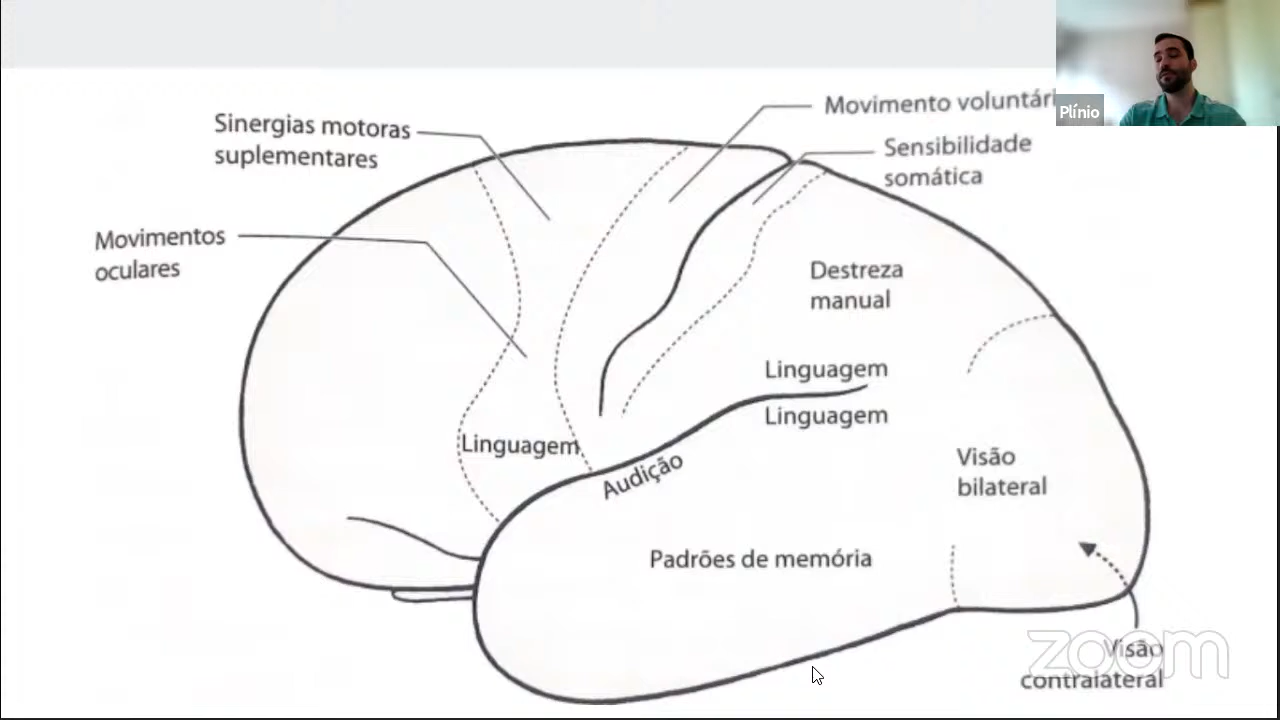 Plínio
Sinergias motoras
suplementares
Movimento voluntári
Sensibilidade
somática
Movimentos
oculares
Destreza
manual
Linguagem
Linguagem
Linguagem
Audição
Visão
bilateral
Padrões de memória
Visão
contralateral
zoom